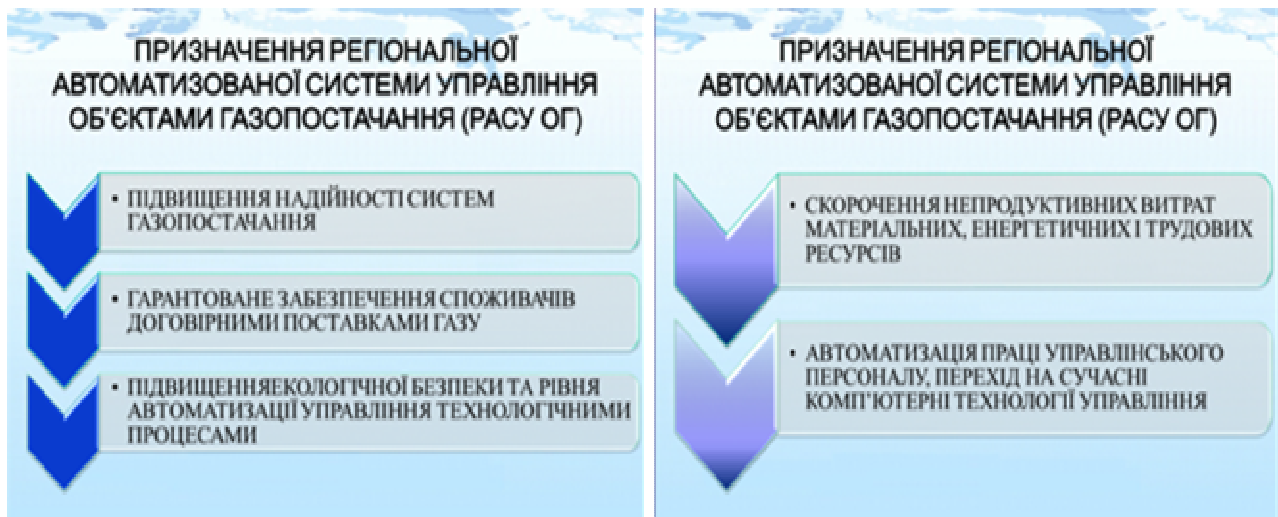 ПРИЗНАЧЕННЯ РЕГІОНАЛЬНОЇ
АВТОМАТИЗОВАНОЇ СИСТЕМИ УПРАВЛІННЯ
ОБ'ЄКТАМИ ГАЗОПОСТАЧАННЯ (РАСУ ОГ)
• ПІДВИЩЕННЯ НАДІЙНОСТІ СИСТЕМ
ГАЗОПОСТАЧАННЯ
• ГАРАНТОВАНЕ ЗАБЕЗПЕЧЕННЯ СПОЖИВАЧІВ
ДОГОВІРНИМИ ПОСТАВКАМИ ГАЗУ
• ПІДВИЩЕННЯЕКОЛОГІЧНОЇ БЕЗПЕКИ ТА РІВНЯ
АВТОМАТИЗАЦІЇ УПРАВЛІННЯ ТЕХНОЛОГІЧНИМИ
ПРОЦЕСАМИ
ПРИЗНАЧЕННЯ РЕГІОНАЛЬНОЇ
АВТОМАТИЗОВАНОЇ СИСТЕМИ УПРАВЛІННЯ
ОБ'ЄКТАМИ ГАЗОПОСТАЧАННЯ (РАСУ ОГ)
• СКОРОЧЕННЯ НЕПРОДУКТИВНИХ ВИТРАТ
МАТЕРІАЛЬНИХ, ЕНЕРГЕТИЧНИХ І ТРУДОВИХ
РЕСУРСІВ
• АВТОМАТИЗАЦІЯ ПРАЦІ УПРАВЛІНСЬКОГО
ПЕРСОНАЛУ, ПЕРЕХІД НА СУЧАСНІ
КОМП'ЮТЕРНІ ТЕХНОЛОГІЇ УПРАВЛІННЯ